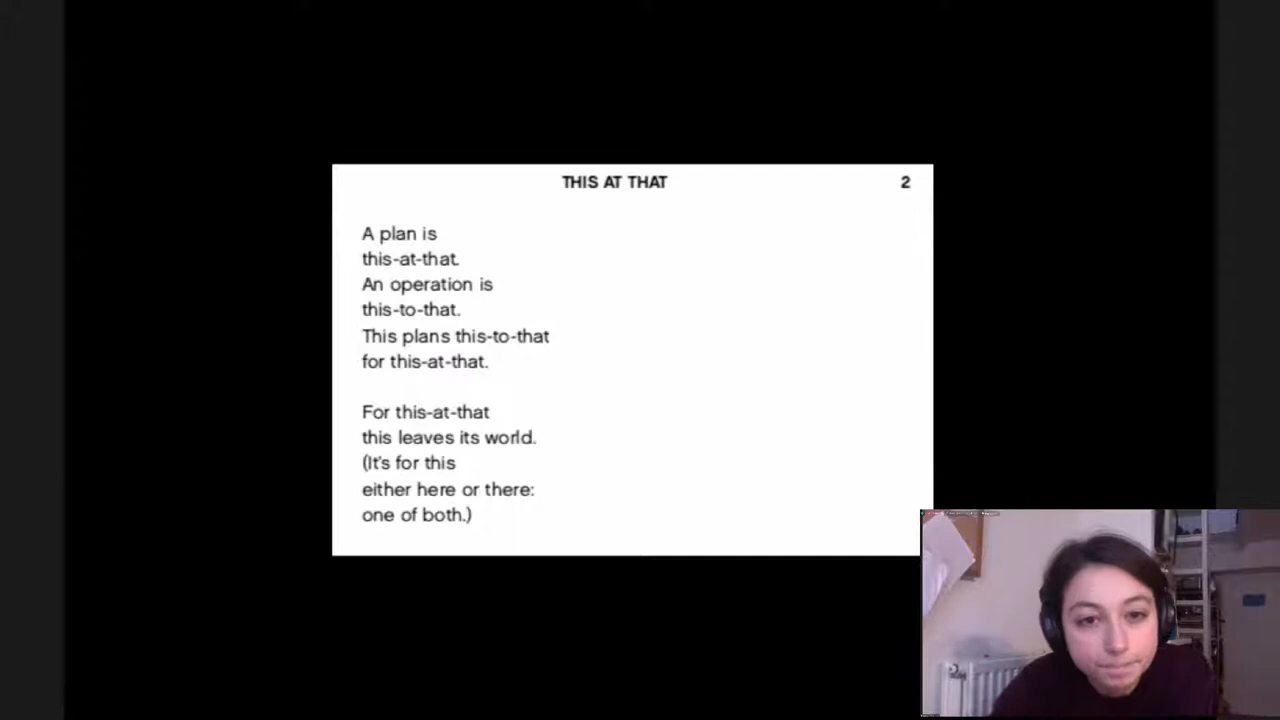 THIS AT THAT 2
A plan is
this-at-that.
An operation is
this-to-that.
This plans this-to-that
for this-at-that.
For this-at-that
this leaves its world.
(It's for this
either here or there:
one of both.)